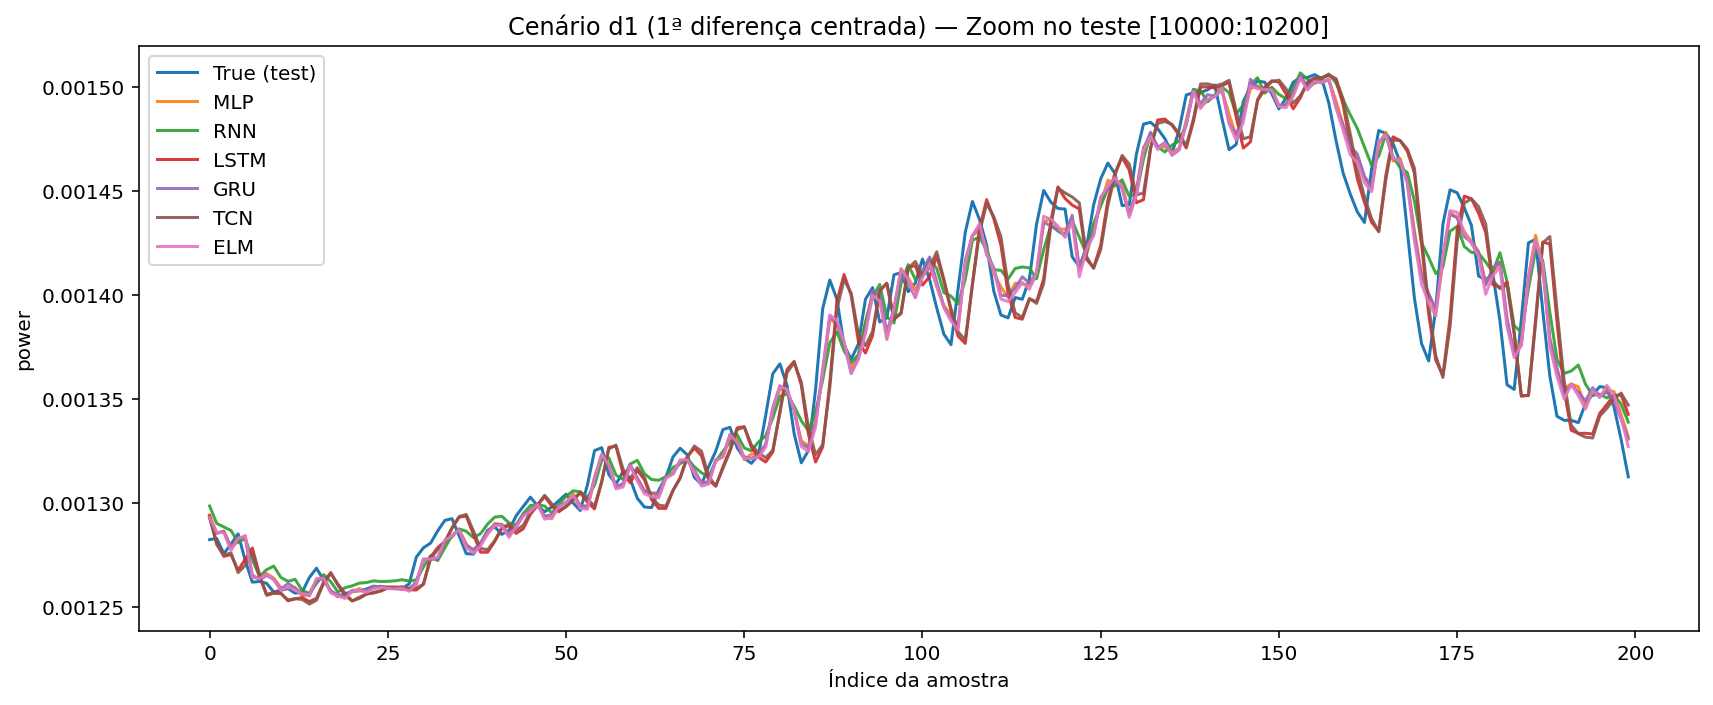 Cenário d1 (1ª diferença centrada) — Zoom no teste [10000:10200]
True (test)
MLP
RNN
LSTM
GRU
TCN
ELM
power
0.00150
0.00145
0.00140
0.00135
0.00130
0.00125
0 25 50 75 100 125 150 175 200
Índice da amostra